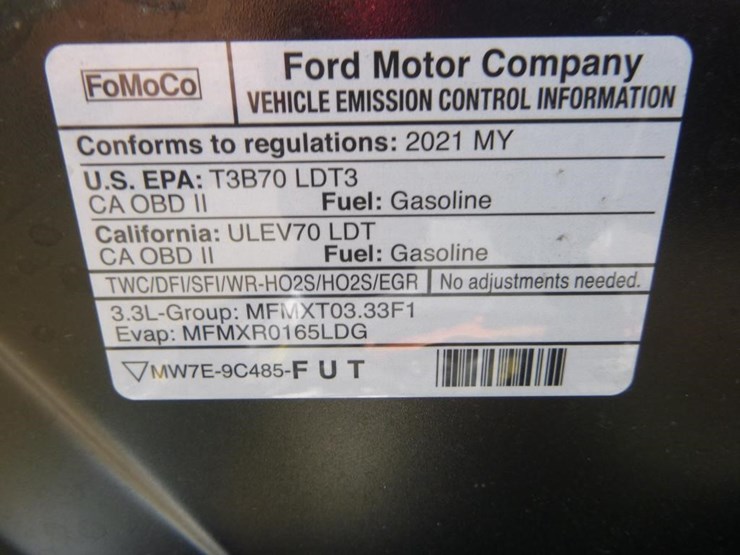 FoMoCo
Ford Motor Company
VEHICLE EMISSION CONTROL INFORMATION
Conforms to regulations: 2021 MY
U.S. EPA: T3B70 LDT3
CA OBD II Fuel: Gasoline
California: ULEV70 LDT
CA OBD II Fuel: Gasoline
TWC/DFI/SFI/WR-HO2S/HO2S/EGR No adjustments needed.
3.3L-Group: MFMXT03.33F1
Evap: MFMXR0165LDG
MW7E-9C485-F U T